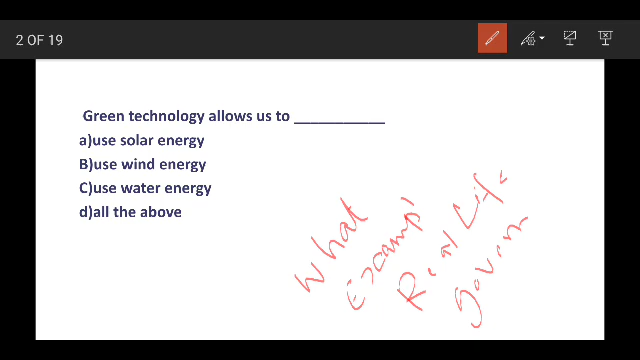 2 OF 19
Green technology allows us to ___________
a)use solar energy
B)use wind energy
C)use water energy
d)all the above
What
Examp
Real Life
govern